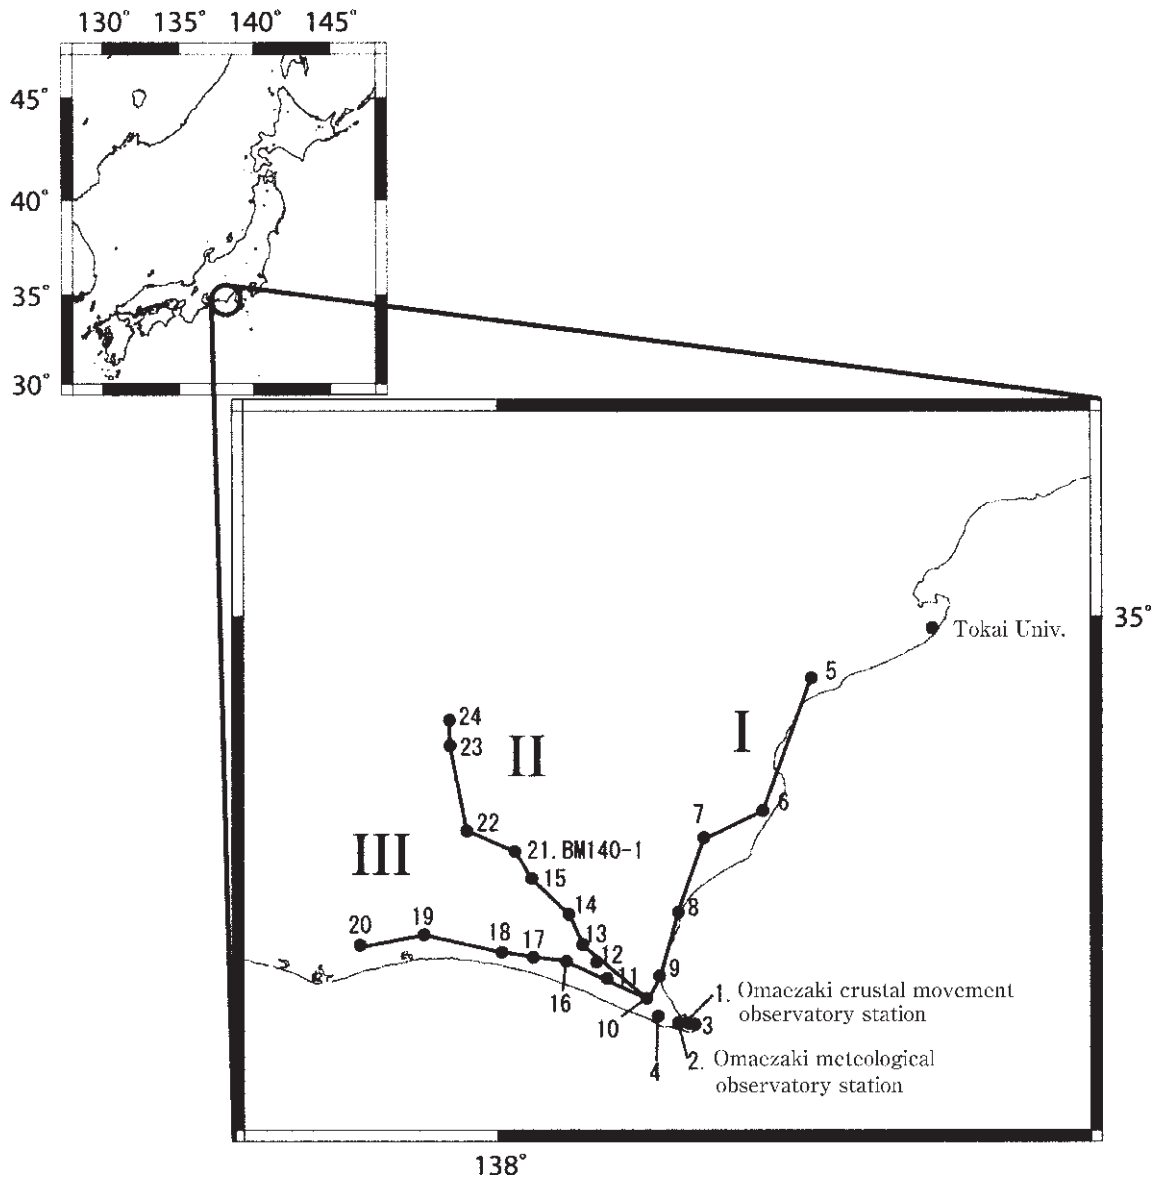 130° 135° 140° 145°
45°
40°
35°
30°
35°
Tokai Univ.
5
I
24
II
23
6
7
22
III
21. BM140-1
15
14
8
19
20
18
17
13
12
9
11
16
1. Omaezaki crustal movement
observatory station
10
3
2. Omaezaki meteological
observatory station
4
138°